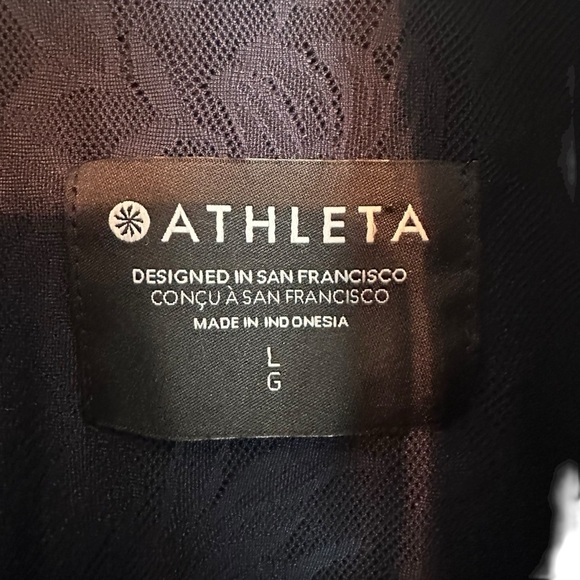 ATHLETA
DESIGNED IN SAN FRANCISCO
CONÇU À SAN FRANCISCO
MADE IN INDONESIA
L
G